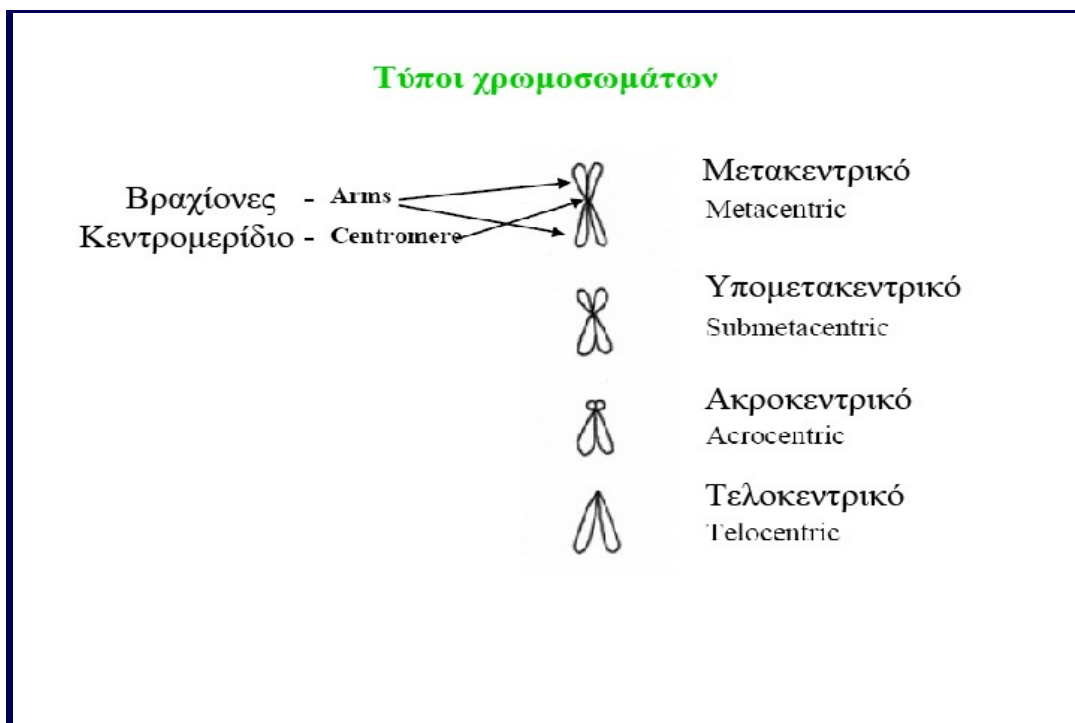 Τύποι χρωμοσωμάτων
Βραχίονες - Arms
Κεντρομερίδιο - Centromere
Μετακεντρικό
Metacentric
Υπομετακεντρικό
Submetacentric
Ακροκεντρικό
Acrocentric
Τελοκεντρικό
Telocentric